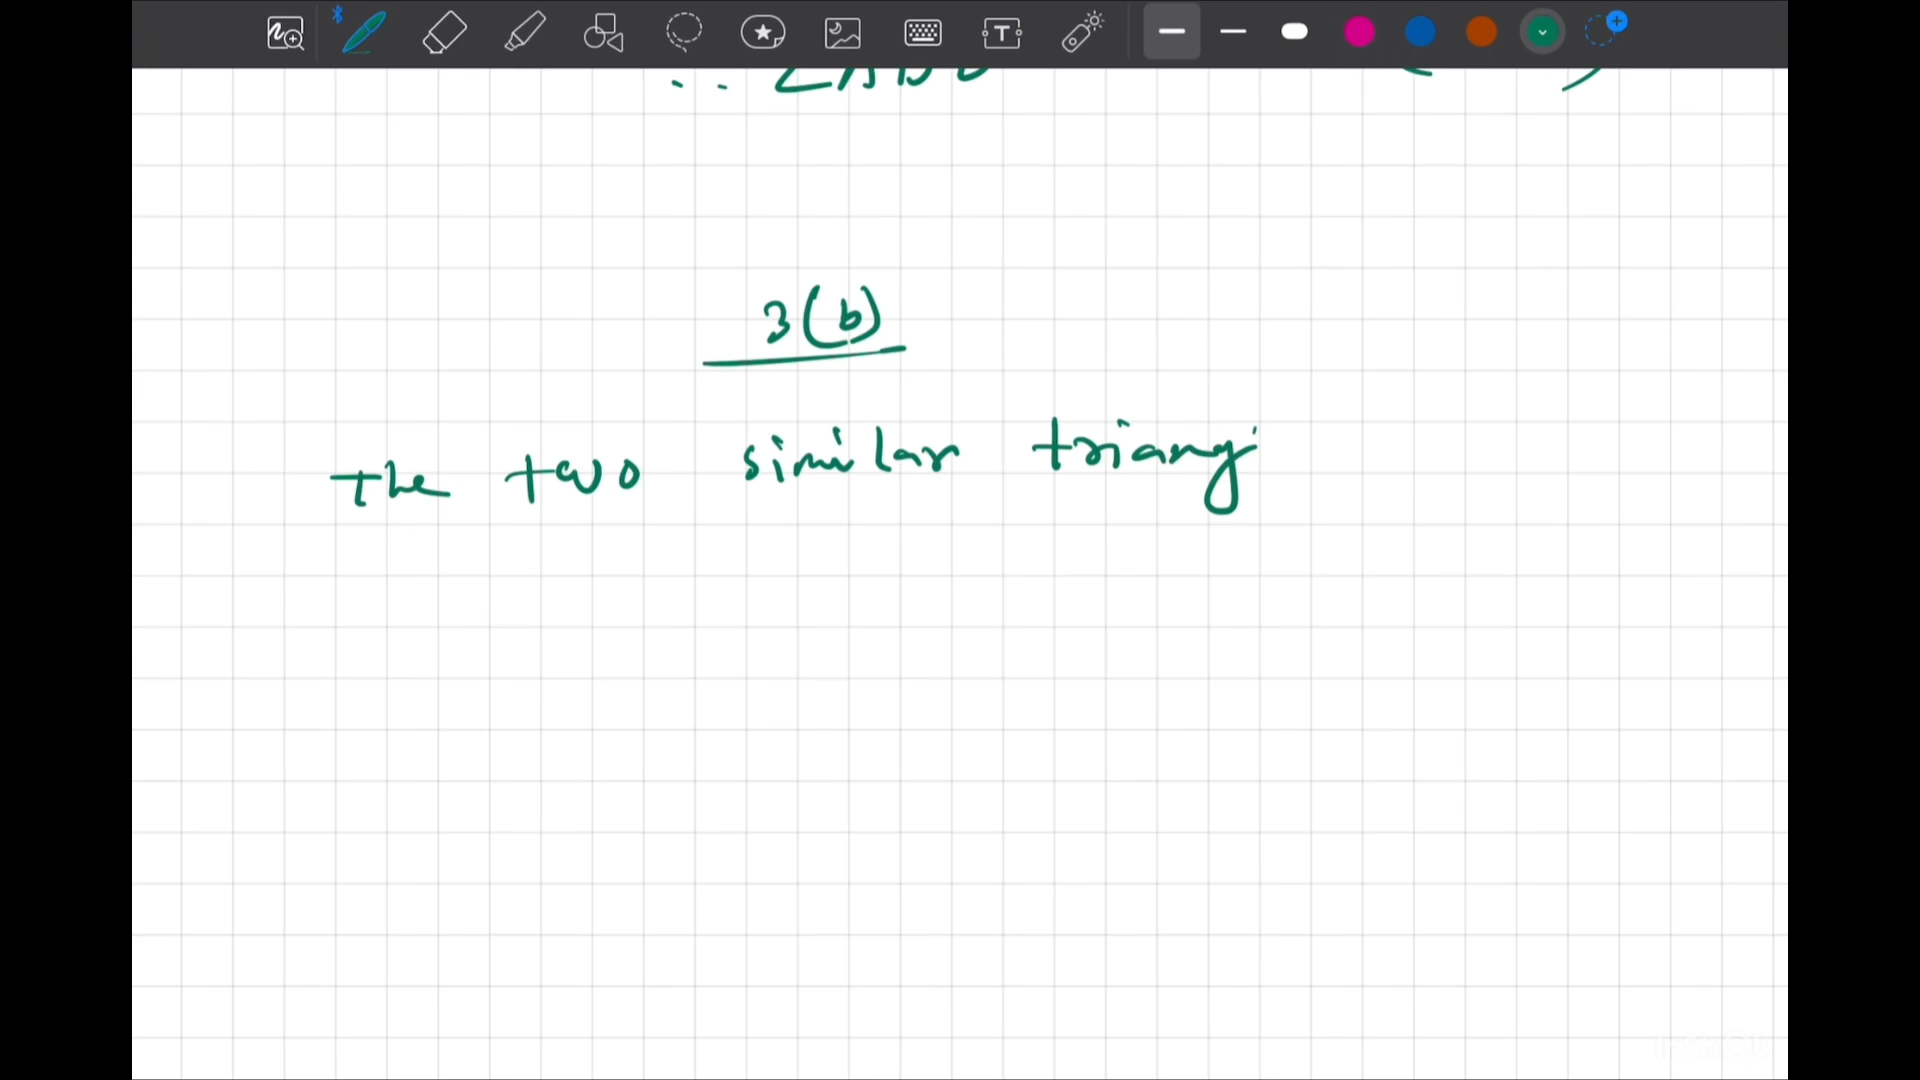 3(b)
the two similar triang